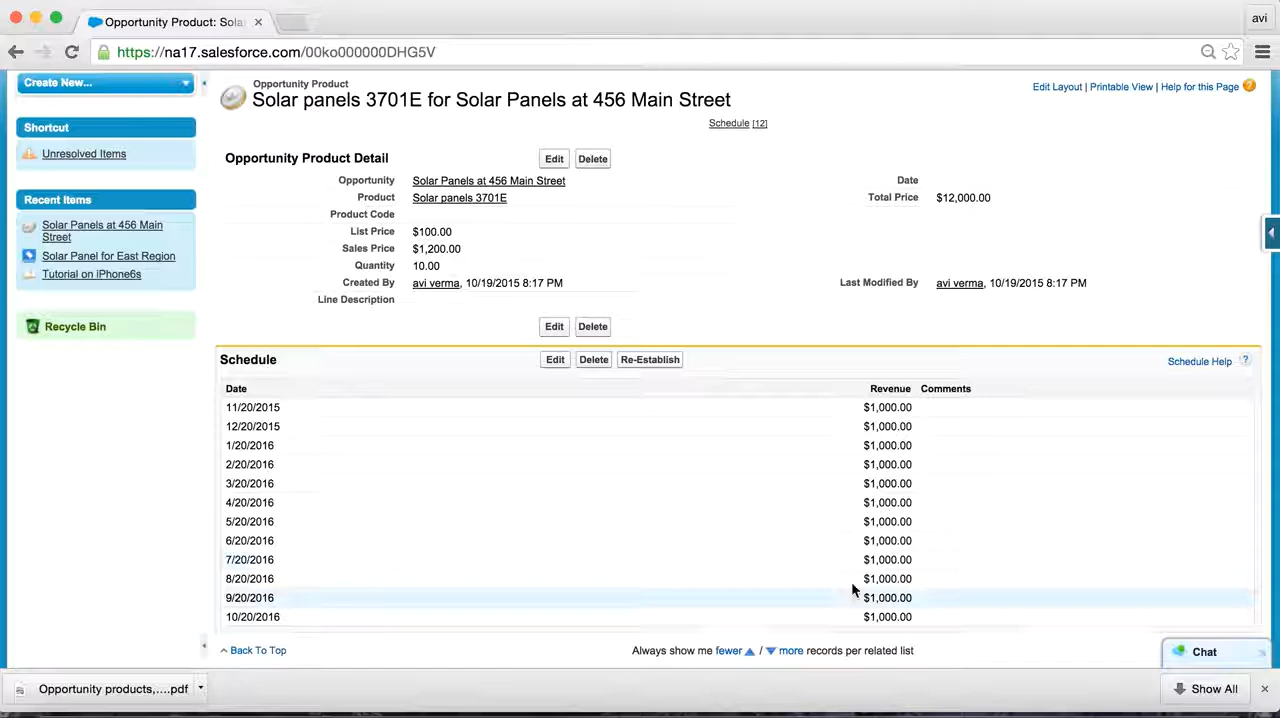 Opportunity Product: Sola
avi
https://na17.salesforce.com/00ko000000DHG5V
Create New...
Shortcut
Unresolved Items
Recent Items
Solar Panels at 456 Main
Street
Solar Panel for East Region
Tutorial on iPhone6s
Recycle Bin
Opportunity Product
Solar panels 3701E for Solar Panels at 456 Main Street
Edit Layout | Printable View | Help for this Page ?
Schedule [12]
Opportunity Product Detail Edit Delete
Opportunity Solar Panels at 456 Main Street Date
Product Solar panels 3701E Total Price $12,000.00
Product Code
List Price $100.00
Sales Price $1,200.00
Quantity 10.00
Created By avi verma, 10/19/2015 8:17 PM Last Modified By avi verma, 10/19/2015 8:17 PM
Line Description
Edit Delete
Schedule Edit Delete Re-Establish Schedule Help ?
Date Revenue Comments
11/20/2015 $1,000.00
12/20/2015 $1,000.00
1/20/2016 $1,000.00
2/20/2016 $1,000.00
3/20/2016 $1,000.00
4/20/2016 $1,000.00
5/20/2016 $1,000.00
6/20/2016 $1,000.00
7/20/2016 $1,000.00
8/20/2016 $1,000.00
9/20/2016 $1,000.00
10/20/2016 $1,000.00
Back To Top Always show me fewer / more records per related list
Chat
Opportunity products,....pdf Show All